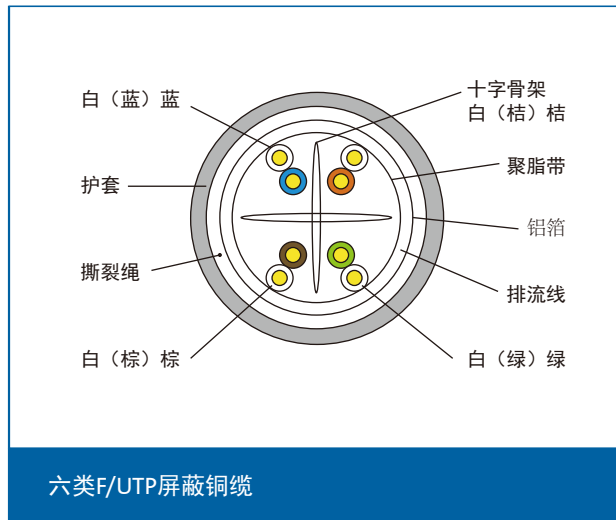 白（蓝）蓝
十字骨架
白（桔）桔
聚脂带
护套
铝箔
撕裂绳
排流线
白（棕）棕
白（绿）绿
六类F/UTP屏蔽铜缆